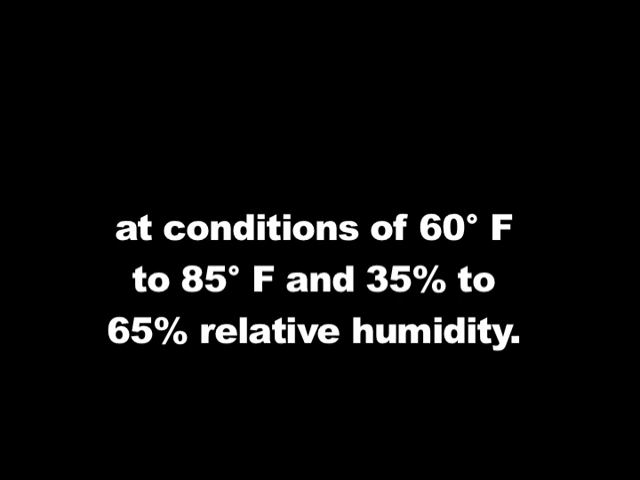 at conditions of 60° F
to 85° F and 35% to
65% relative humidity.